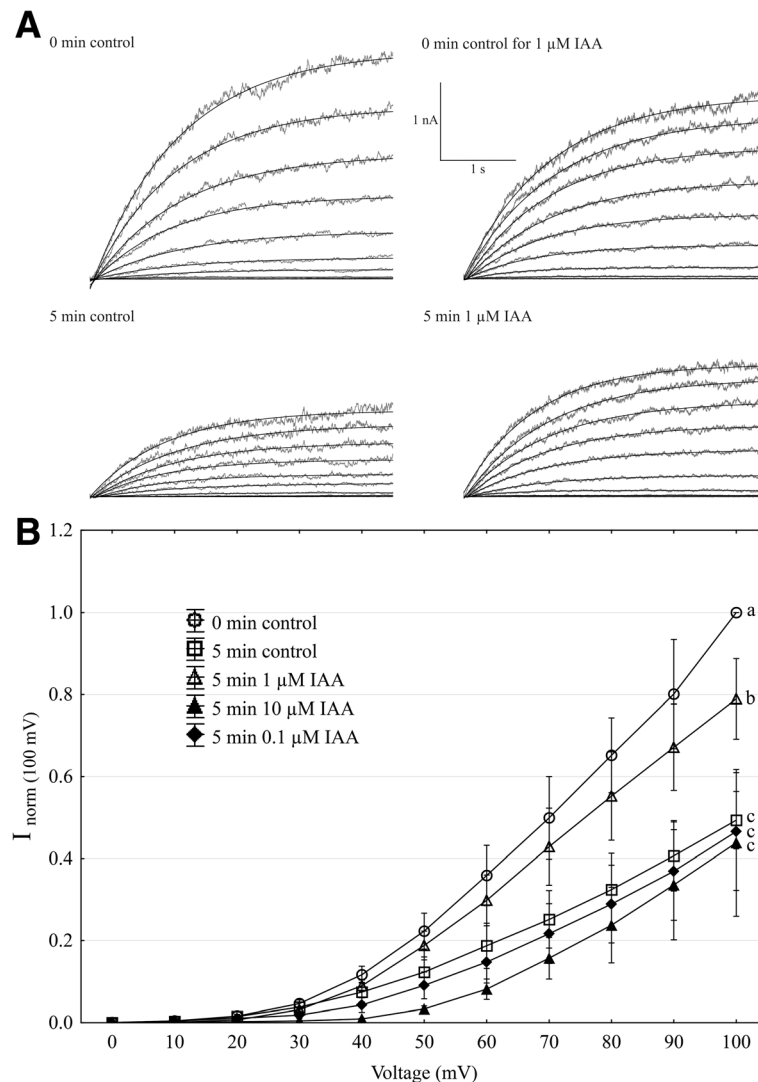 A
0 min control
0 min control for 1 µM IAA
1 nA
1 s
5 min control
5 min 1 µM IAA
B
1.2
1.0
0.8
0.6
0.4
0.2
0.0
I norm (100 mV)
0 min control
5 min control
5 min 1 µM IAA
5 min 10 µM IAA
5 min 0.1 µM IAA
a
b
c
c
c
0 10 20 30 40 50 60 70 80 90 100
Voltage (mV)